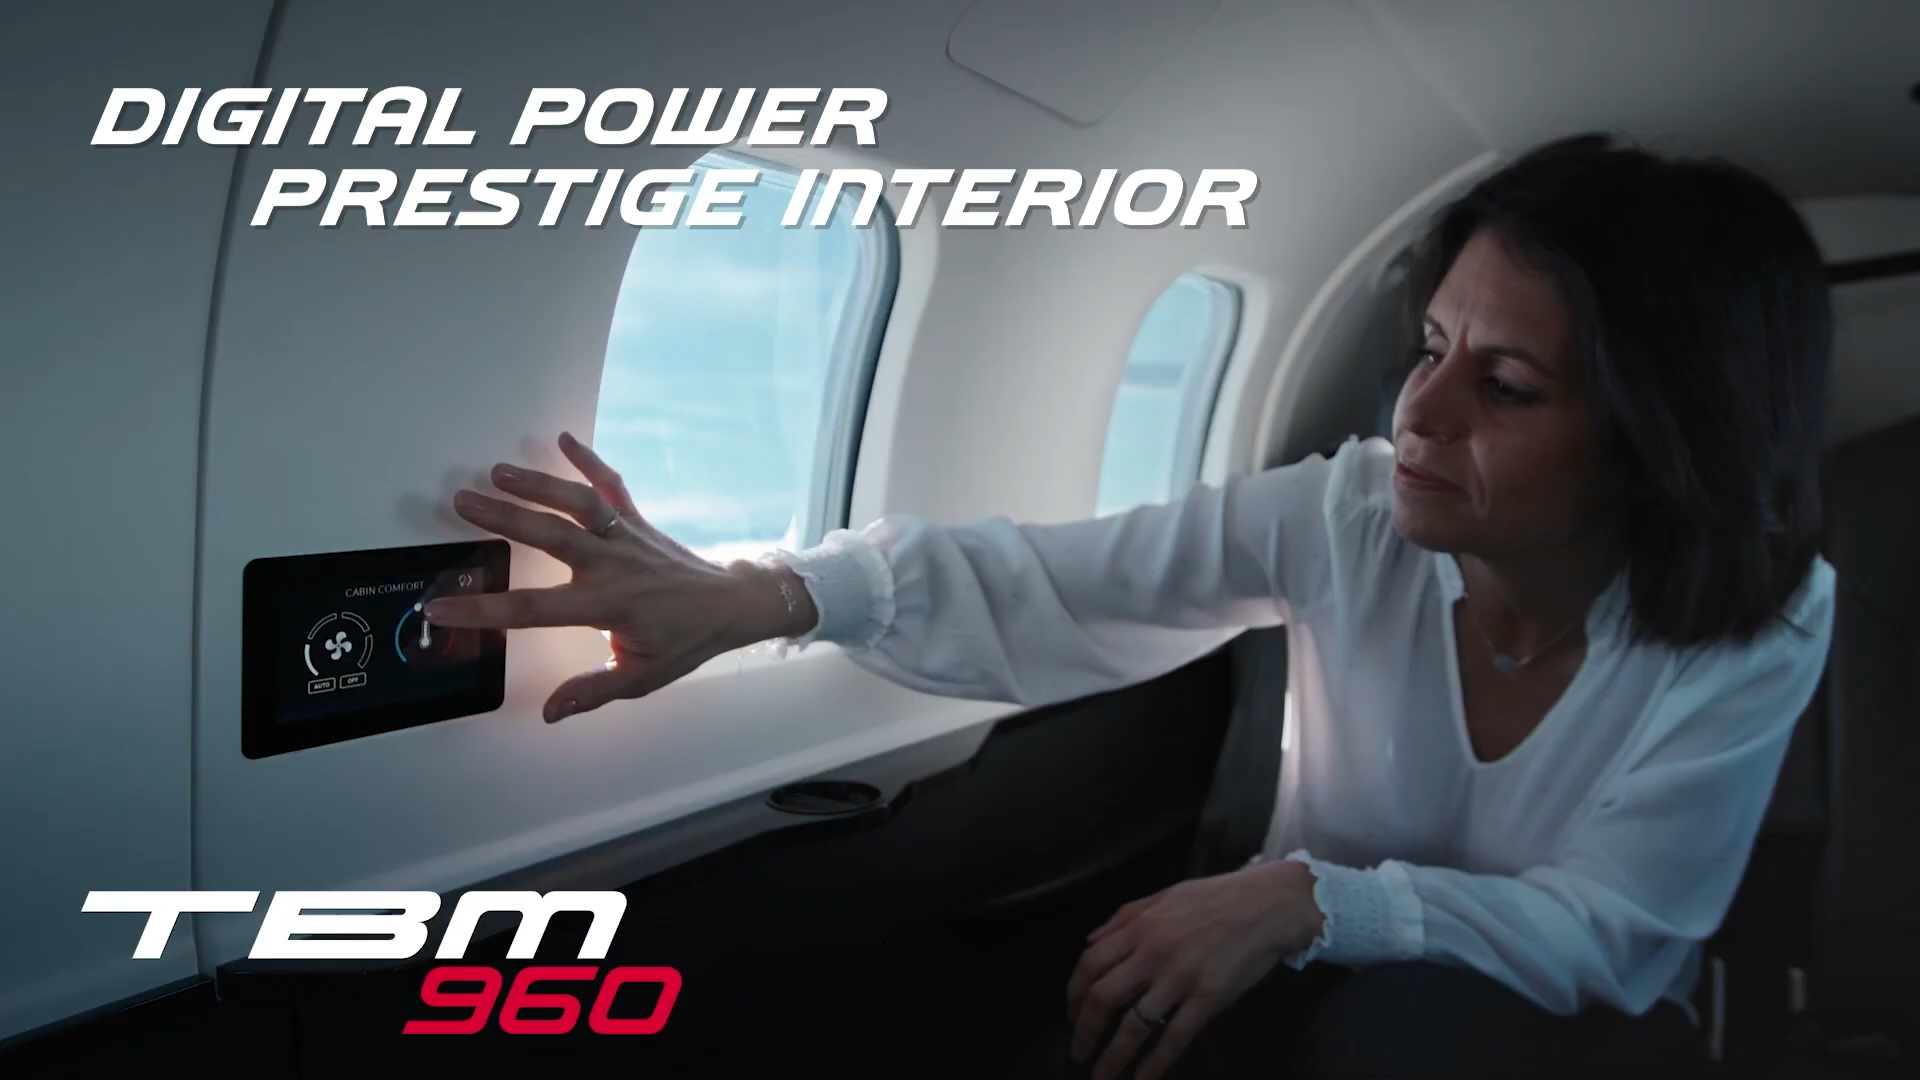 DIGITAL POWER
PRESTIGE INTERIOR
CABIN COMFORT
AUTO OFF
TBM
960